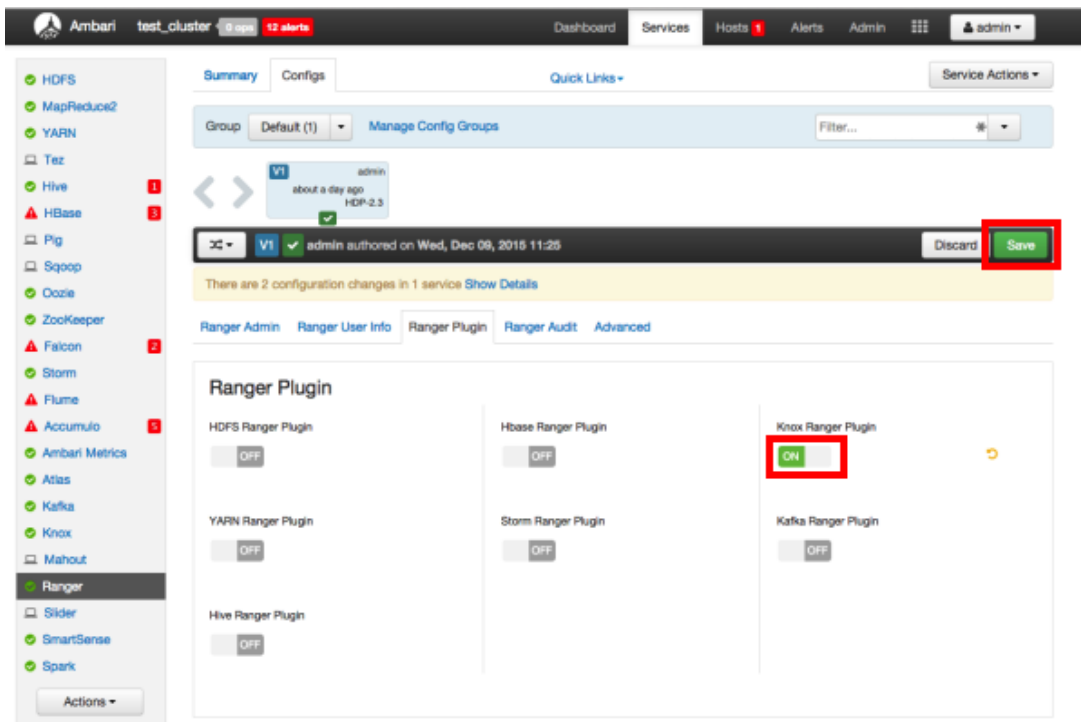 Ambari test_cluster 0 ops 12 alerts Dashboard Services Hosts 1 Alerts Admin admin
HDFS
MapReduce2
YARN
Tez
Hive 1
HBase 3
Pig
Sqoop
Oozie
ZooKeeper
Falcon 2
Storm
Flume
Accumulo 5
Ambari Metrics
Atlas
Kafka
Knox
Mahout
Ranger
Slider
SmartSense
Spark
Actions
Summary Configs Quick Links Service Actions
Group Default (1) Manage Config Groups Filter...
V1 admin
about a day ago
HDP-2.3
V1 admin authored on Wed, Dec 09, 2015 11:25 Discard Save
There are 2 configuration changes in 1 service Show Details
Ranger Admin Ranger User Info Ranger Plugin Ranger Audit Advanced
Ranger Plugin
HDFS Ranger Plugin Hbase Ranger Plugin Knox Ranger Plugin
OFF OFF ON
YARN Ranger Plugin Storm Ranger Plugin Kafka Ranger Plugin
OFF OFF OFF
Hive Ranger Plugin
OFF